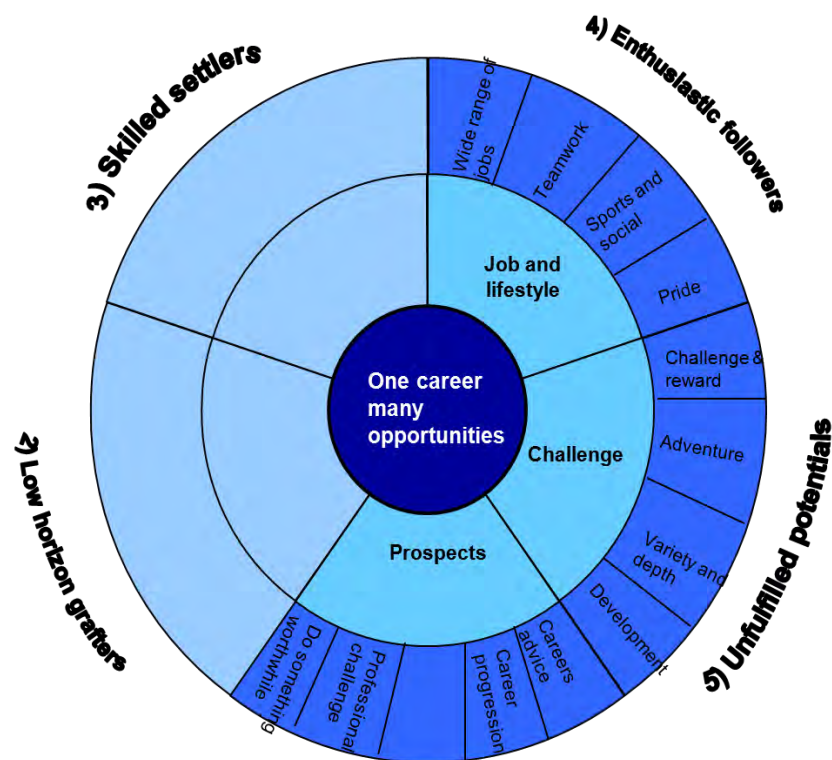 3) Skilled settlers
4) Enthusiastic followers
Wide range of
jobs
Teamwork
Sports and
social
Pride
Job and
lifestyle
One career
many
opportunities
Challenge &
reward
Adventure
Challenge
Variety and
depth
Development
5) Unfulfilled potentials
2) Low horizon grafters
Prospects
Do something
worthwhile
Professional
challenge
Career
progression
Careers
advice